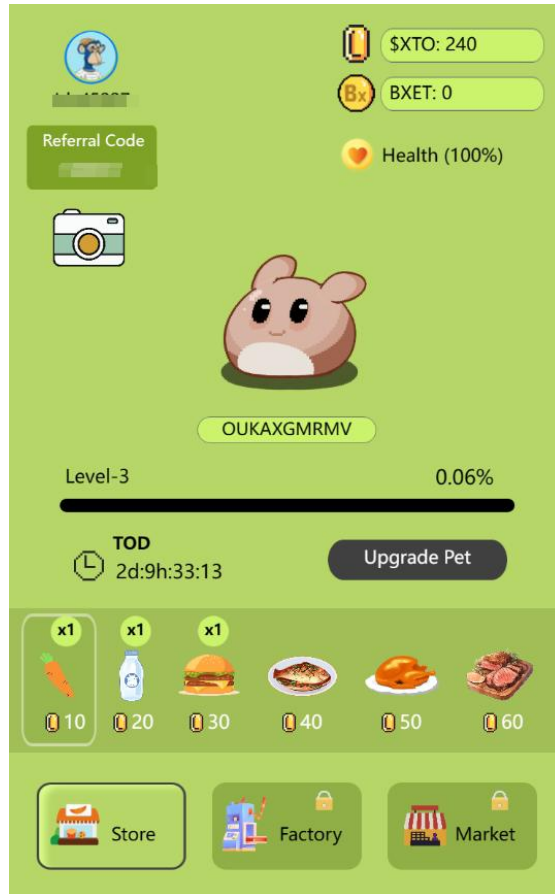 $XTO: 240
Bx
BXET: 0
Referral Code
Health (100%)
OUKAXGMRMV
Level-3
0.06%
TOD
2d:9h:33:13
Upgrade Pet
x1
x1
x1
10
20
30
40
50
60
Store
Factory
Market